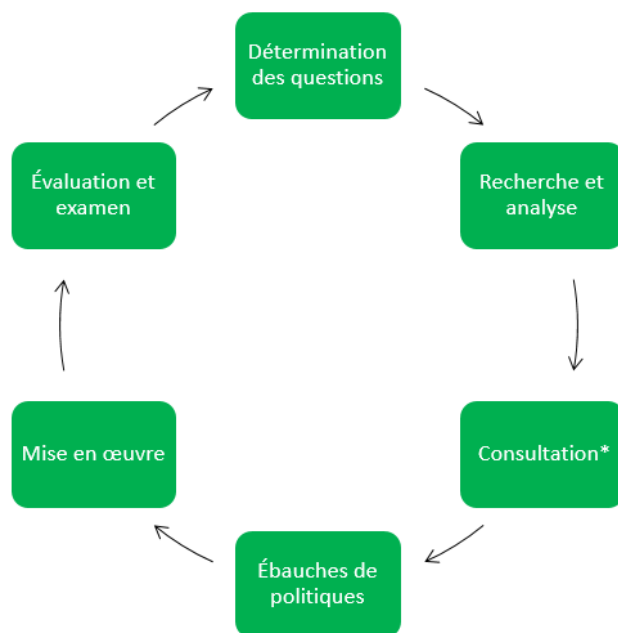 Détermination
des questions
Recherche et
analyse
Consultation*
Ébauches de
politiques
Mise en œuvre
Évaluation et
examen